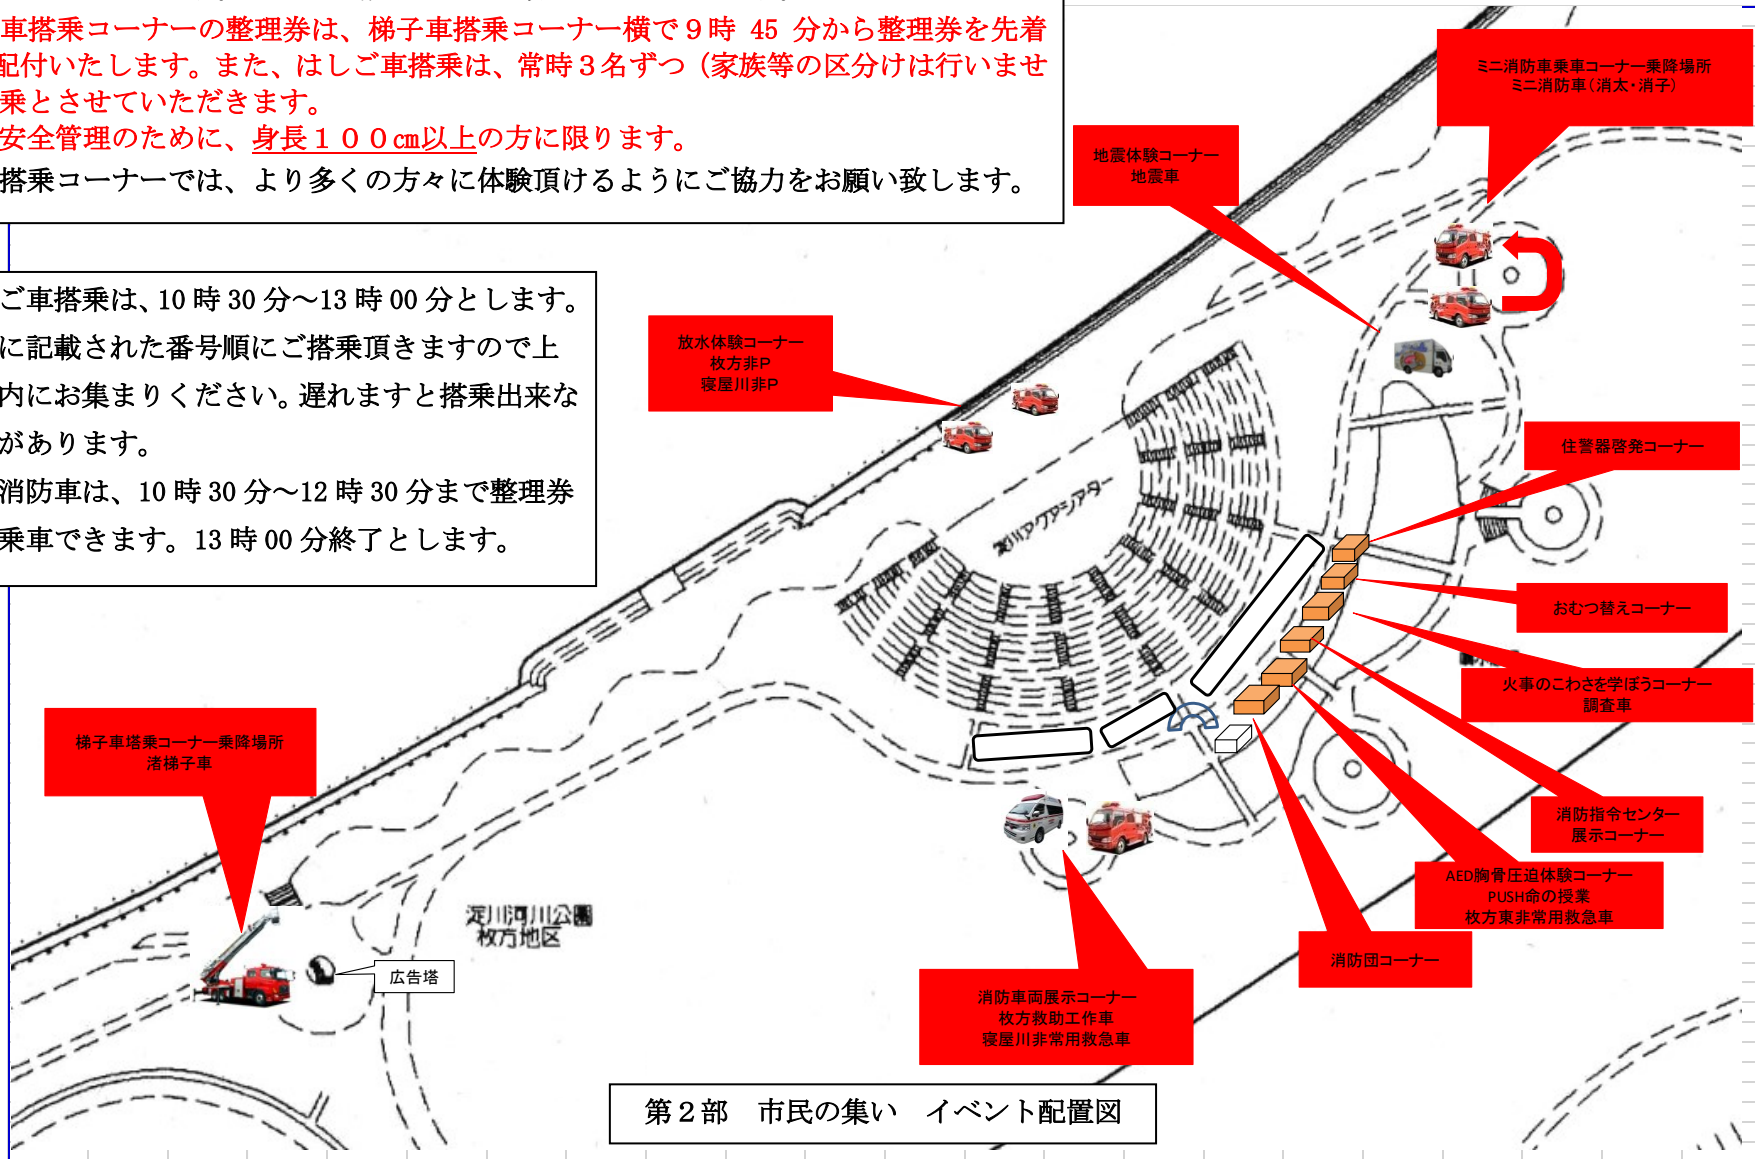 車搭乗コーナーの整理券は、梯子車搭乗コーナー横で９時 45 分から整理券を先着
配付いたします。また、はしご車搭乗は、常時３名ずつ（家族等の区分けは行いませ
乗とさせていただきます。
安全管理のために、身長１００㎝以上の方に限ります。
搭乗コーナーでは、より多くの方々に体験頂けるようにご協力をお願い致します。
ご車搭乗は、10 時 30 分～13 時 00 分とします。
に記載された番号順にご搭乗頂きますので上
内にお集まりください。遅れますと搭乗出来な
があります。
消防車は、10 時 30 分～12 時 30 分まで整理券
乗車できます。13 時 00 分終了とします。
ミニ消防車乗車コーナー乗降場所
ミニ消防車（消太・消子）
地震体験コーナー
地震車
放水体験コーナー
枚方非P
寝屋川非P
住警器啓発コーナー
淀川アクアシアター
おむつ替えコーナー
火事のこわさを学ぼうコーナー
調査車
梯子車塔乗コーナー乗降場所
渚梯子車
消防指令センター
展示コーナー
AED胸骨圧迫体験コーナー
PUSH命の授業
枚方東非常用救急車
消防団コーナー
淀川河川公園
枚方地区
広告塔
消防車両展示コーナー
枚方救助工作車
寝屋川非常用救急車
第２部　市民の集い　イベント配置図